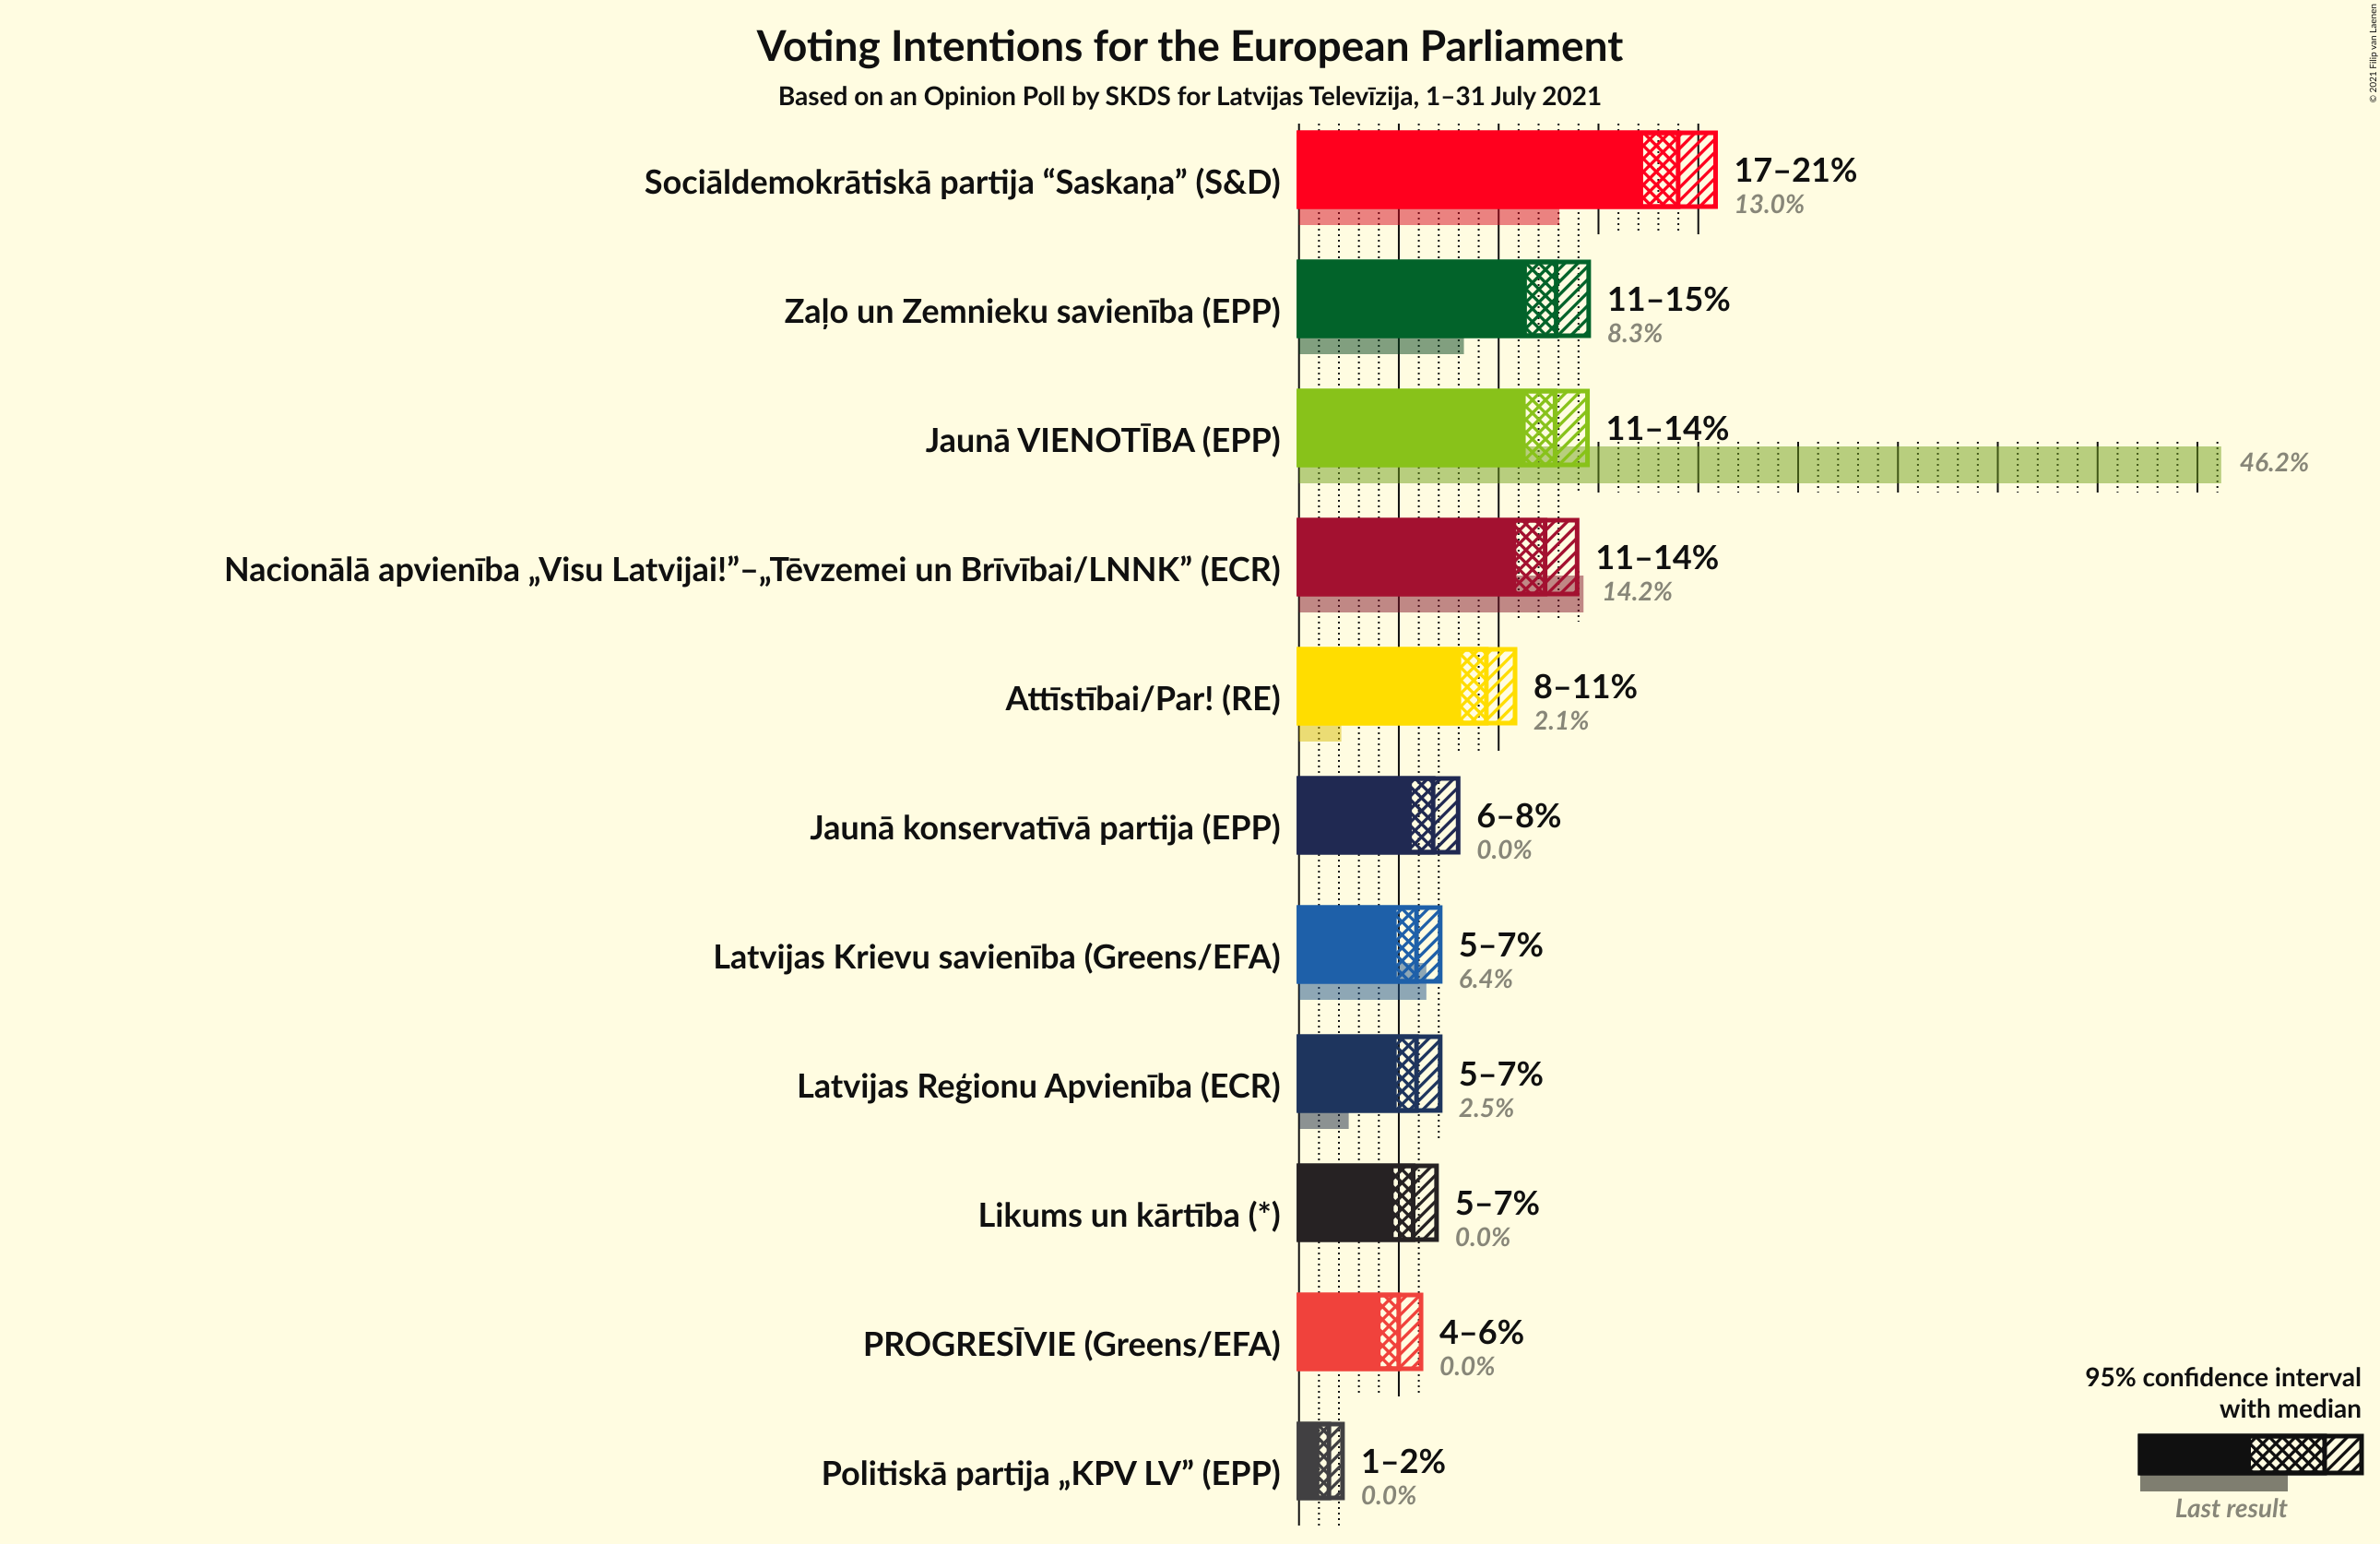 Voting Intentions for the European Parliament
Based on an Opinion Poll by SKDS for Latvijas Televīzija, 1–31 July 2021
© 2021 Filip van Laenen
Sociāldemokrātiskā partija “Saskaņa” (S&D)
17–21%
13.0%
Zaļo un Zemnieku savienība (EPP)
11–15%
8.3%
Jaunā VIENOTĪBA (EPP)
11–14%
46.2%
Nacionālā apvienība „Visu Latvijai!”–„Tēvzemei un Brīvībai/LNNK” (ECR)
11–14%
14.2%
Attīstībai/Par! (RE)
8–11%
2.1%
Jaunā konservatīvā partija (EPP)
6–8%
0.0%
Latvijas Krievu savienība (Greens/EFA)
5–7%
6.4%
Latvijas Reģionu Apvienība (ECR)
5–7%
2.5%
Likums un kārtība (*)
5–7%
0.0%
PROGRESĪVIE (Greens/EFA)
4–6%
0.0%
Politiskā partija „KPV LV” (EPP)
1–2%
0.0%
95% confidence interval
with median
Last result